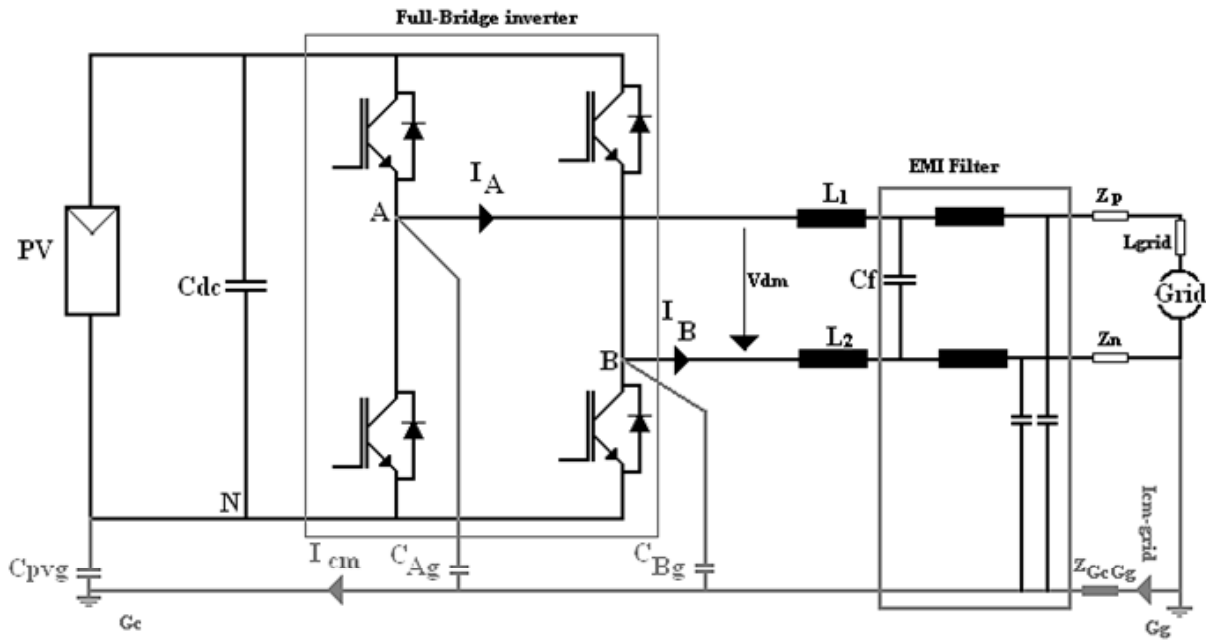 Full-Bridge inverter
EMI Filter
I A
L1
Zp
Lgrid
A
PV
Cdc
Vdm
Cf
Grid
I B
B
L2
Zn
N
Icm-grid
Cpvg
I cm
CAg
CBg
ZGcGg
Gc
Gg